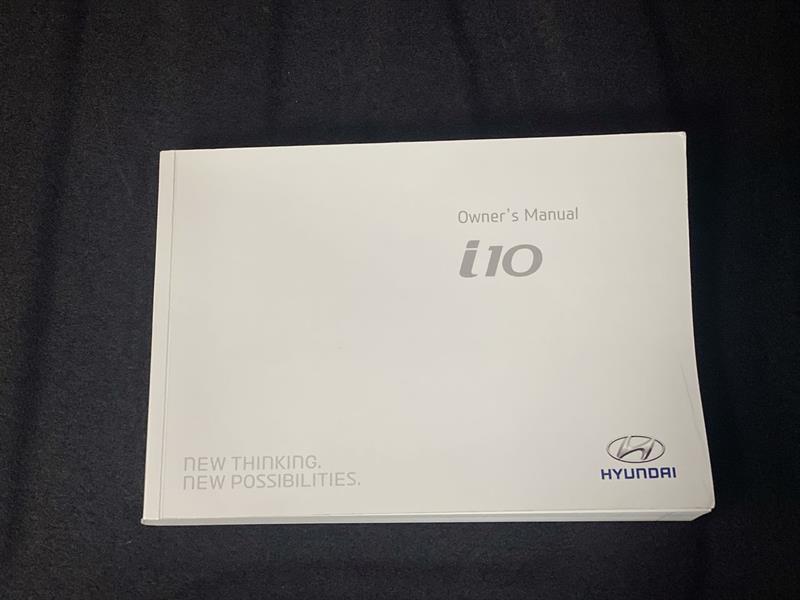 Owner's Manual
i10
NEW THINKING.
NEW POSSIBILITIES.
HYUNDAI